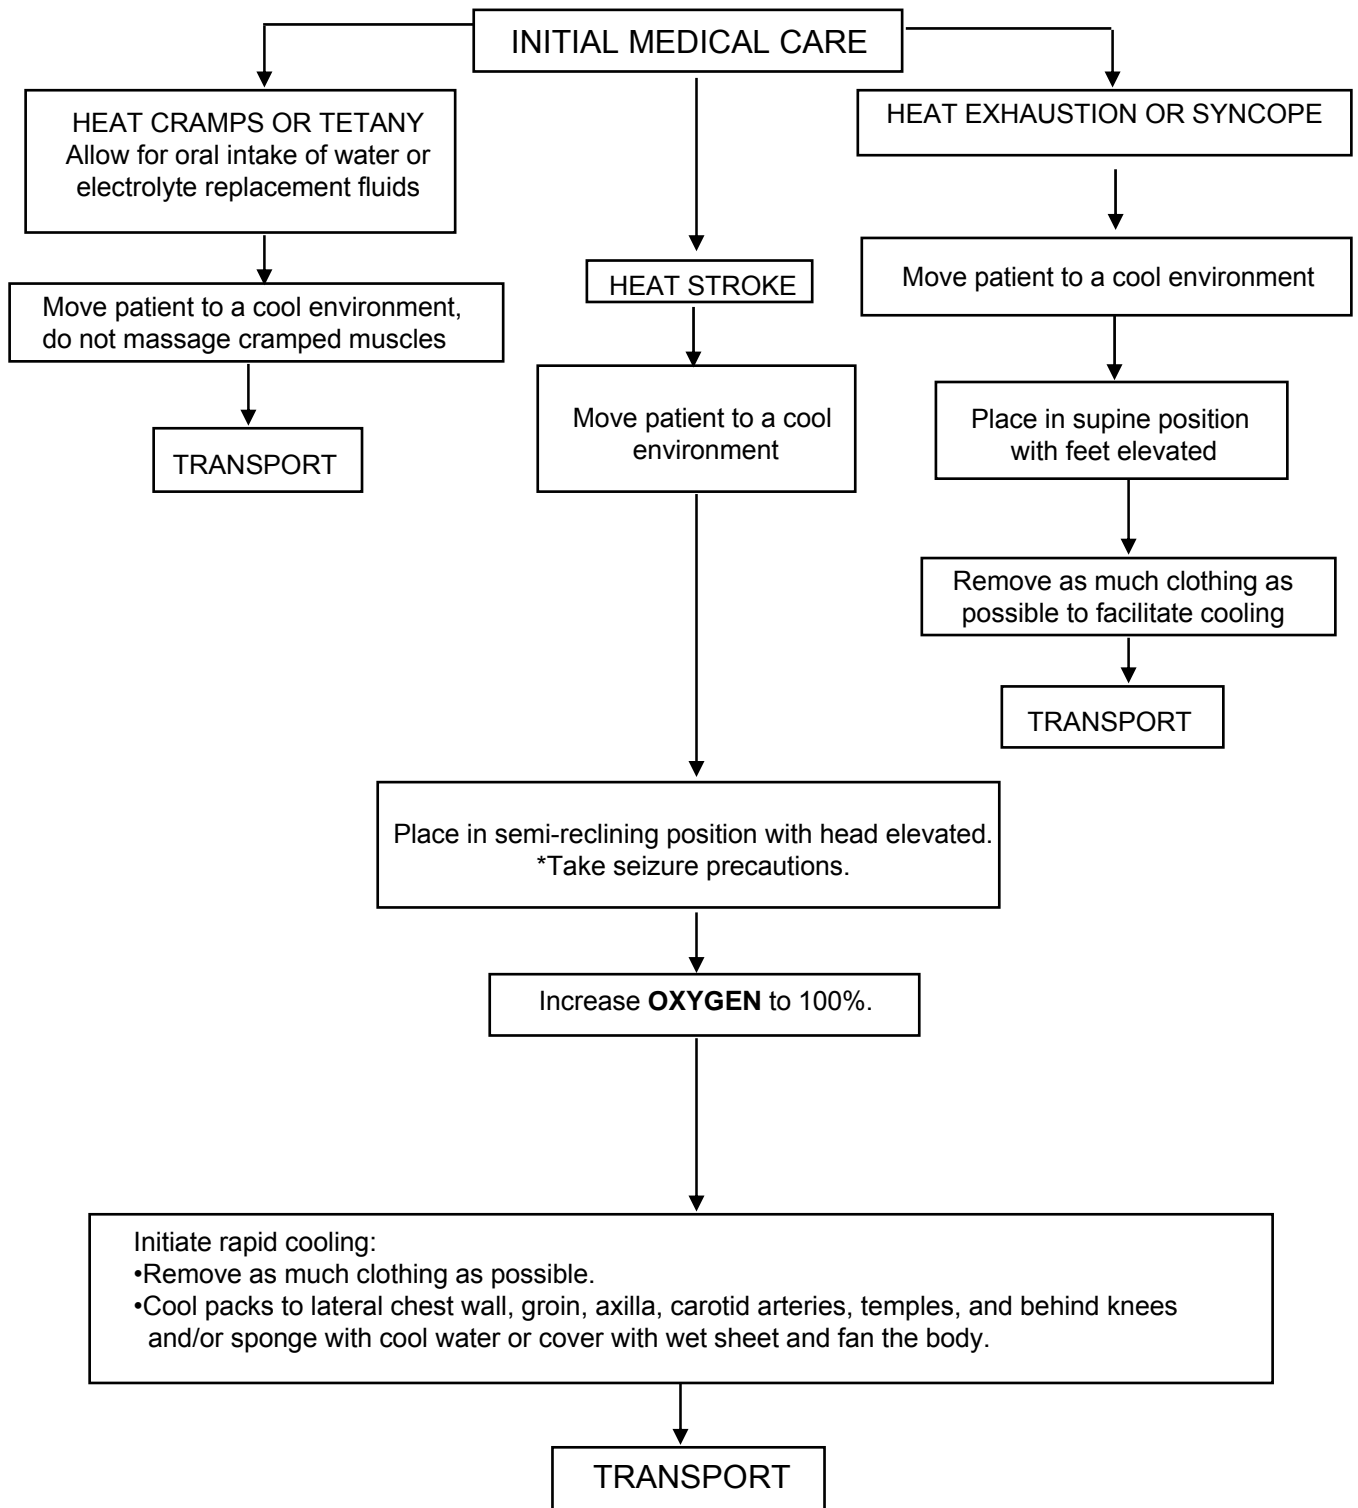 INITIAL MEDICAL CARE
HEAT CRAMPS OR TETANY
Allow for oral intake of water or
electrolyte replacement fluids
Move patient to a cool environment,
do not massage cramped muscles
TRANSPORT
HEAT STROKE
Move patient to a cool
environment
Place in semi-reclining position with head elevated.
*Take seizure precautions.
Increase OXYGEN to 100%.
Initiate rapid cooling:
•Remove as much clothing as possible.
•Cool packs to lateral chest wall, groin, axilla, carotid arteries, temples, and behind knees
and/or sponge with cool water or cover with wet sheet and fan the body.
TRANSPORT
HEAT EXHAUSTION OR SYNCOPE
Move patient to a cool environment
Place in supine position
with feet elevated
Remove as much clothing as
possible to facilitate cooling
TRANSPORT